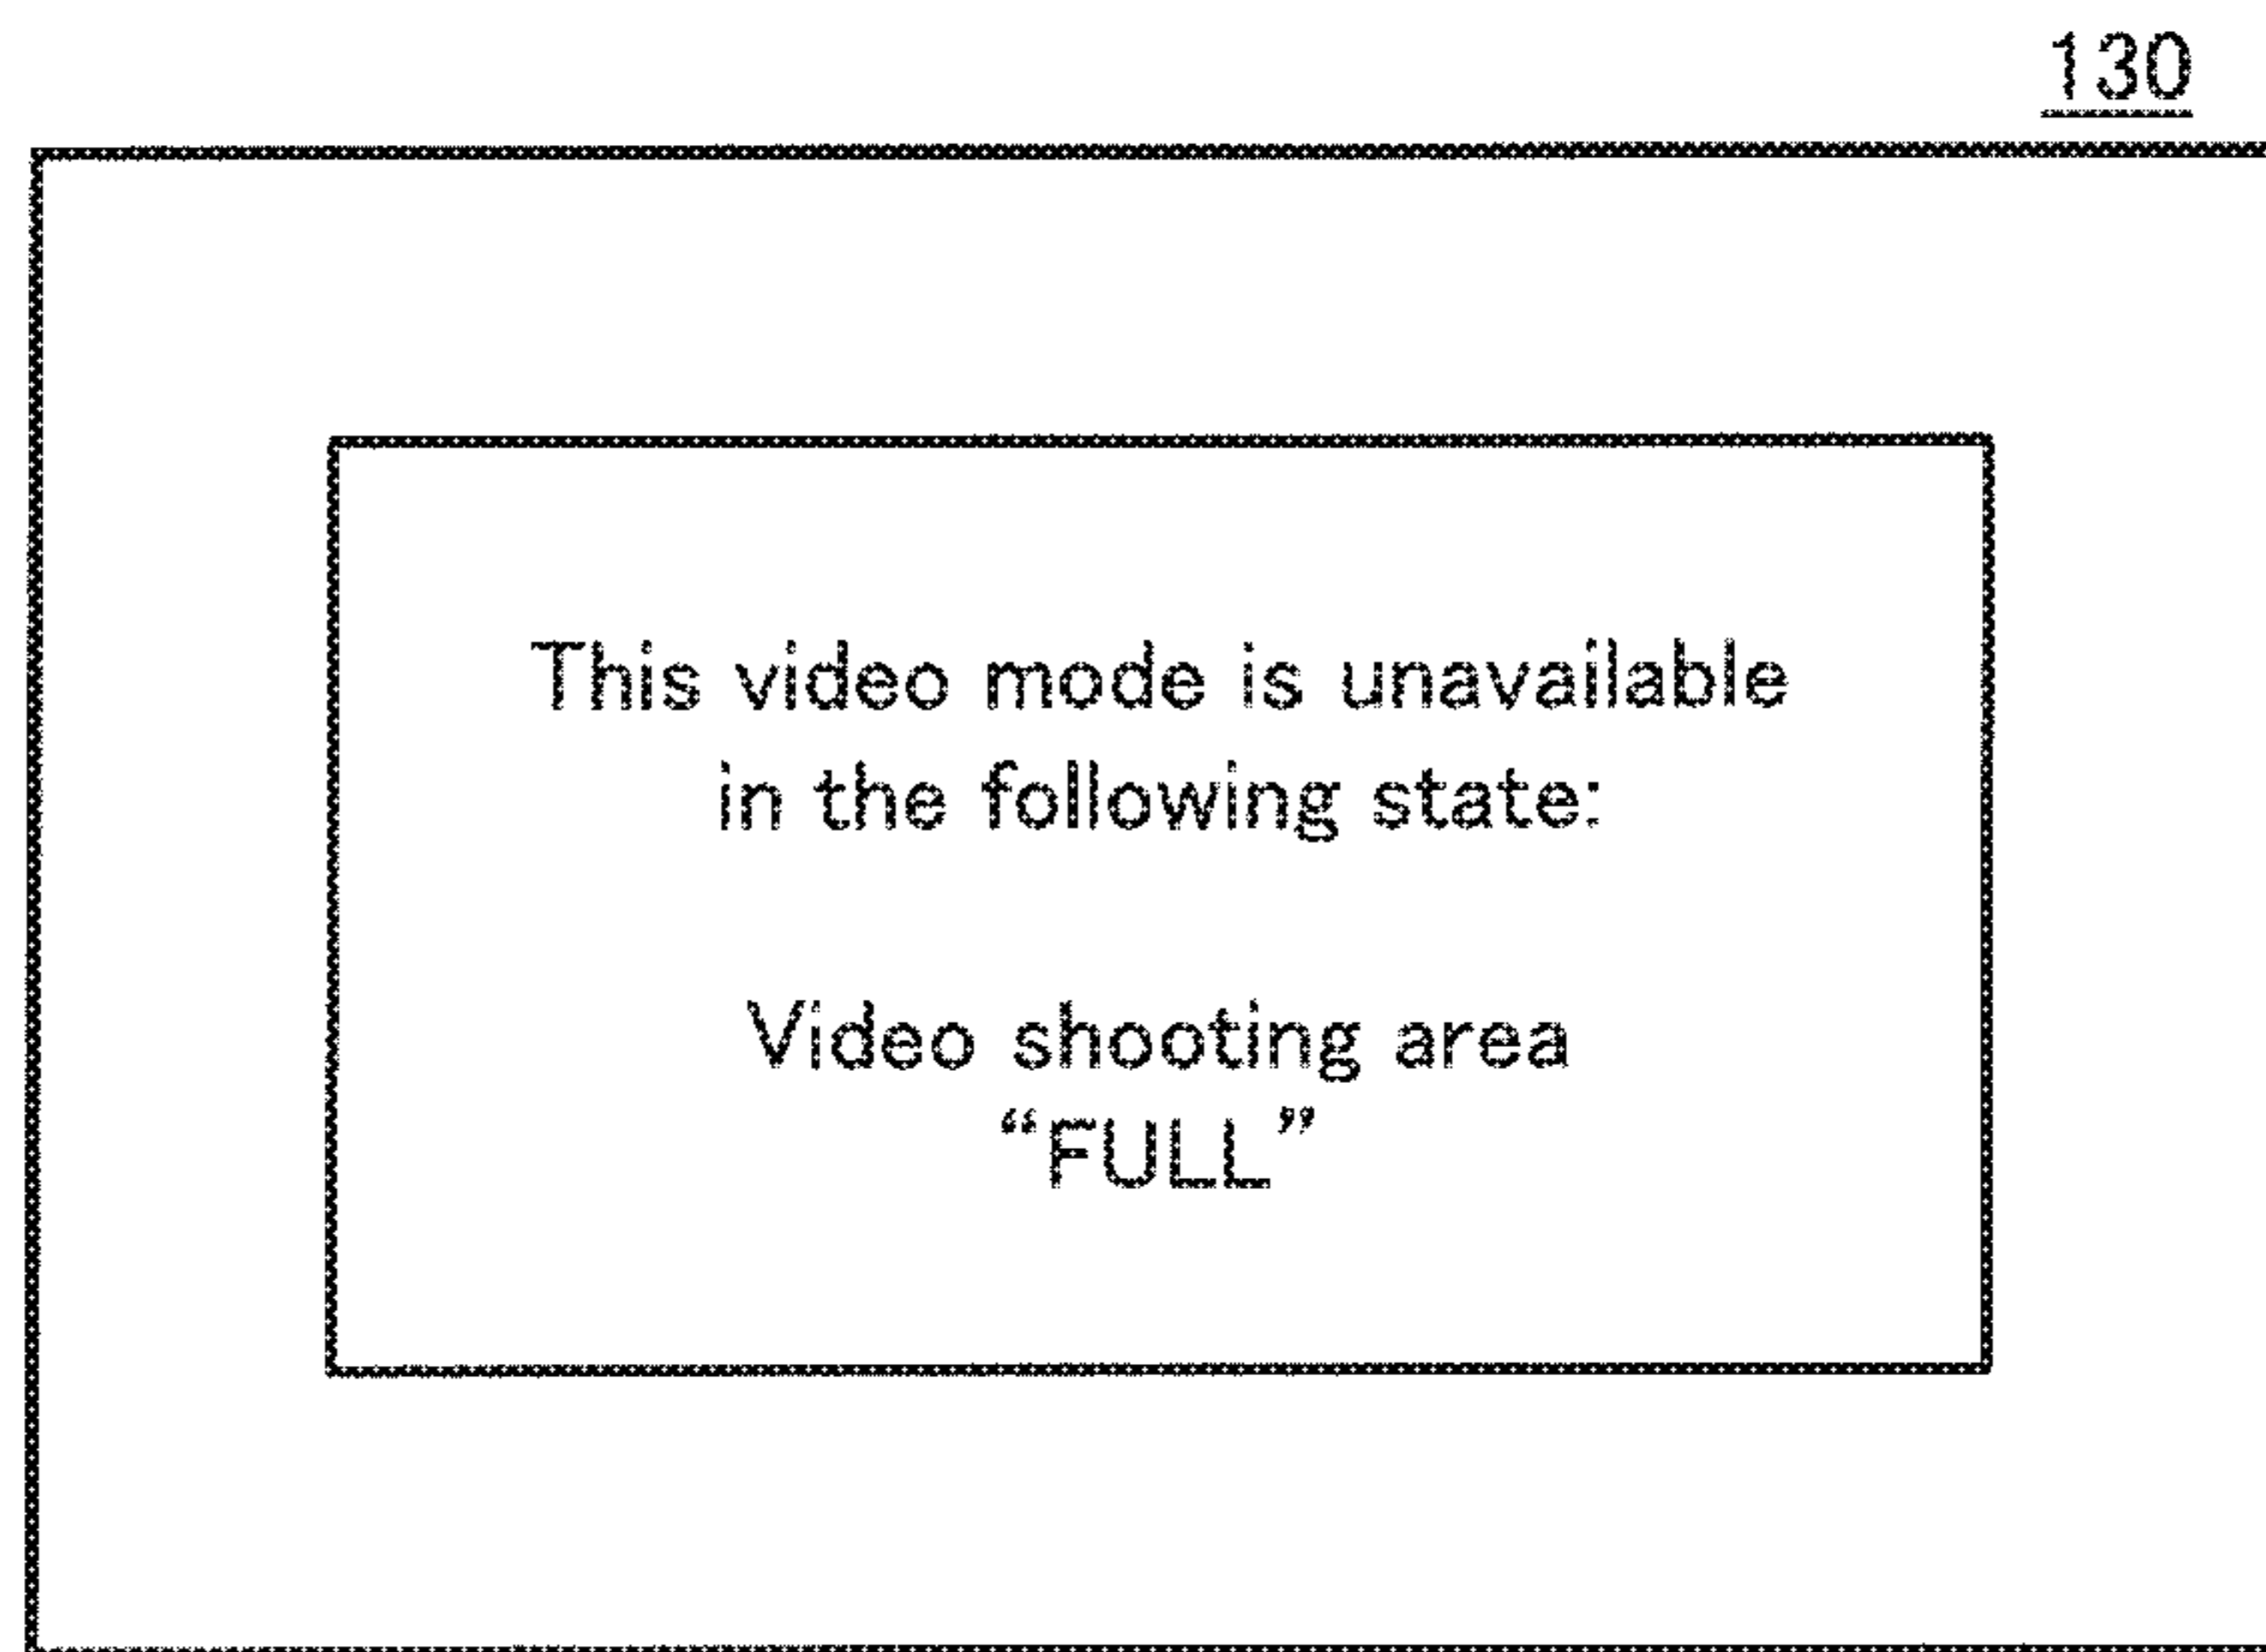 130
This video mode is unavailable
in the following state:
Video shooting area
“FULL”